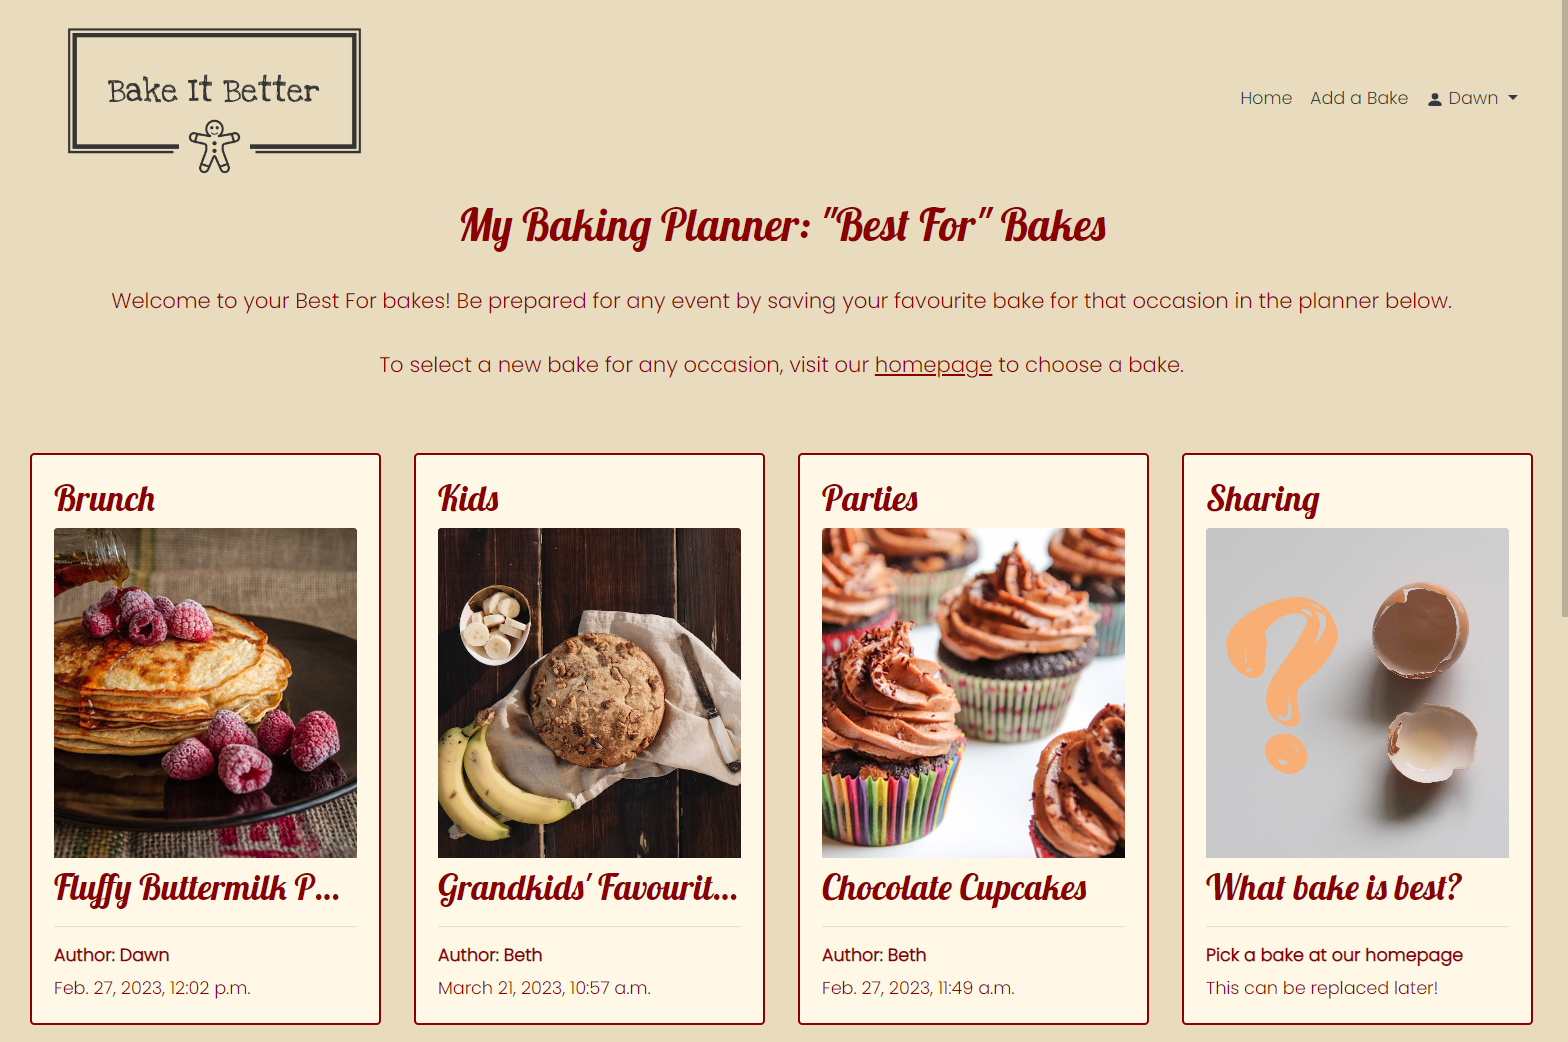 Bake It Better
Home Add a Bake Dawn
My Baking Planner: "Best For" Bakes
Welcome to your Best For bakes! Be prepared for any event by saving your favourite bake for that occasion in the planner below.
To select a new bake for any occasion, visit our homepage to choose a bake.
Brunch
Fluffy Buttermilk P...
Author: Dawn
Feb. 27, 2023, 12:02 p.m.
Kids
Grandkids' Favourit...
Author: Beth
March 21, 2023, 10:57 a.m.
Parties
Chocolate Cupcakes
Author: Beth
Feb. 27, 2023, 11:49 a.m.
Sharing
?
What bake is best?
Pick a bake at our homepage
This can be replaced later!